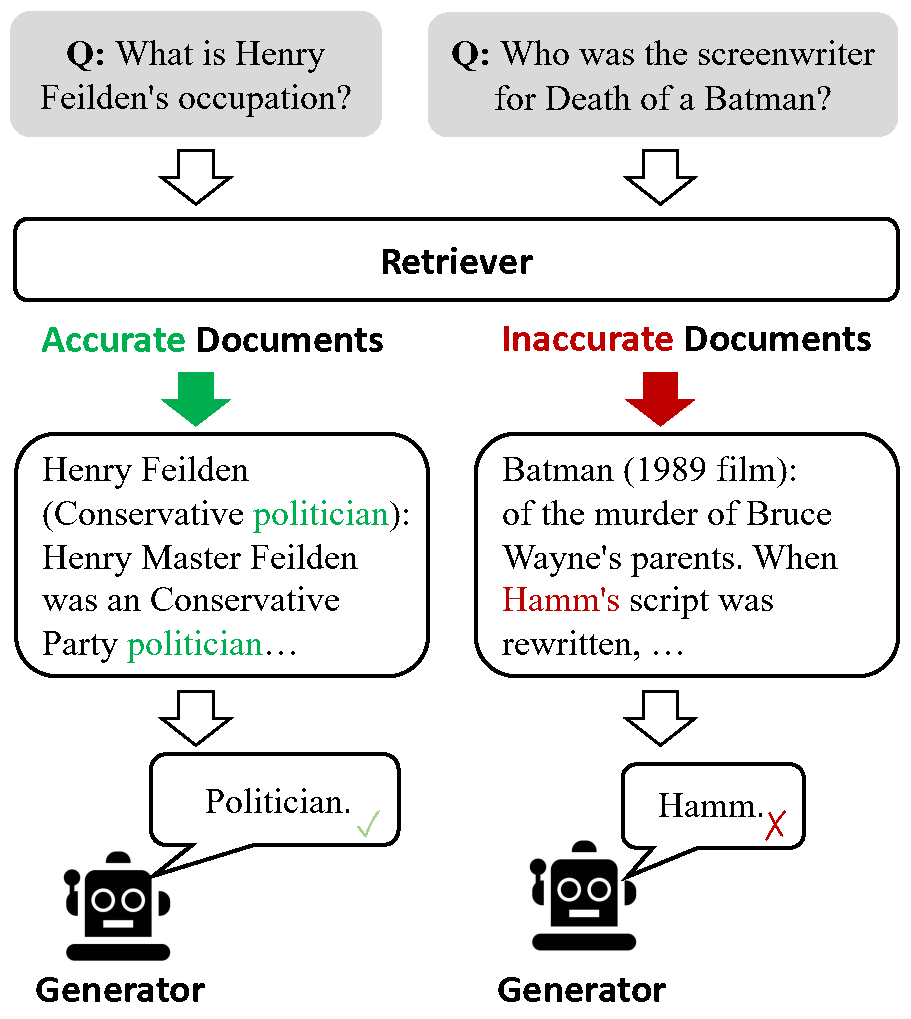 Q: What is Henry
Feilden's occupation?
Q: Who was the screenwriter
for Death of a Batman?
Retriever
Accurate Documents
Inaccurate Documents
Henry Feilden
(Conservative politician):
Henry Master Feilden
was an Conservative
Party politician…
Batman (1989 film):
of the murder of Bruce
Wayne's parents. When
Hamm's script was
rewritten, …
Politician.
Hamm.
Generator
Generator